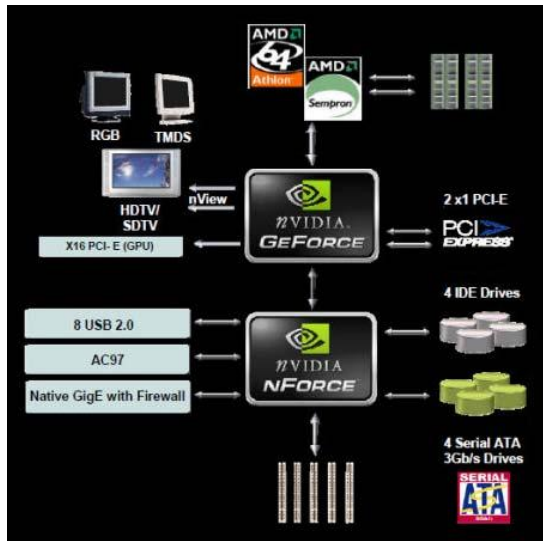 AMD
64
Athlon
AMD
Sempron
RGB
TMDS
HDTV/
SDTV
nView
X16 PCI- E (GPU)
nVIDIA.
GEFORCE
2 x1 PCI-E
PCI
EXPRESS
4 IDE Drives
8 USB 2.0
AC97
Native GigE with Firewall
nVIDIA
NFORCE
4 Serial ATA
3Gb/s Drives
SERIAL
ATA